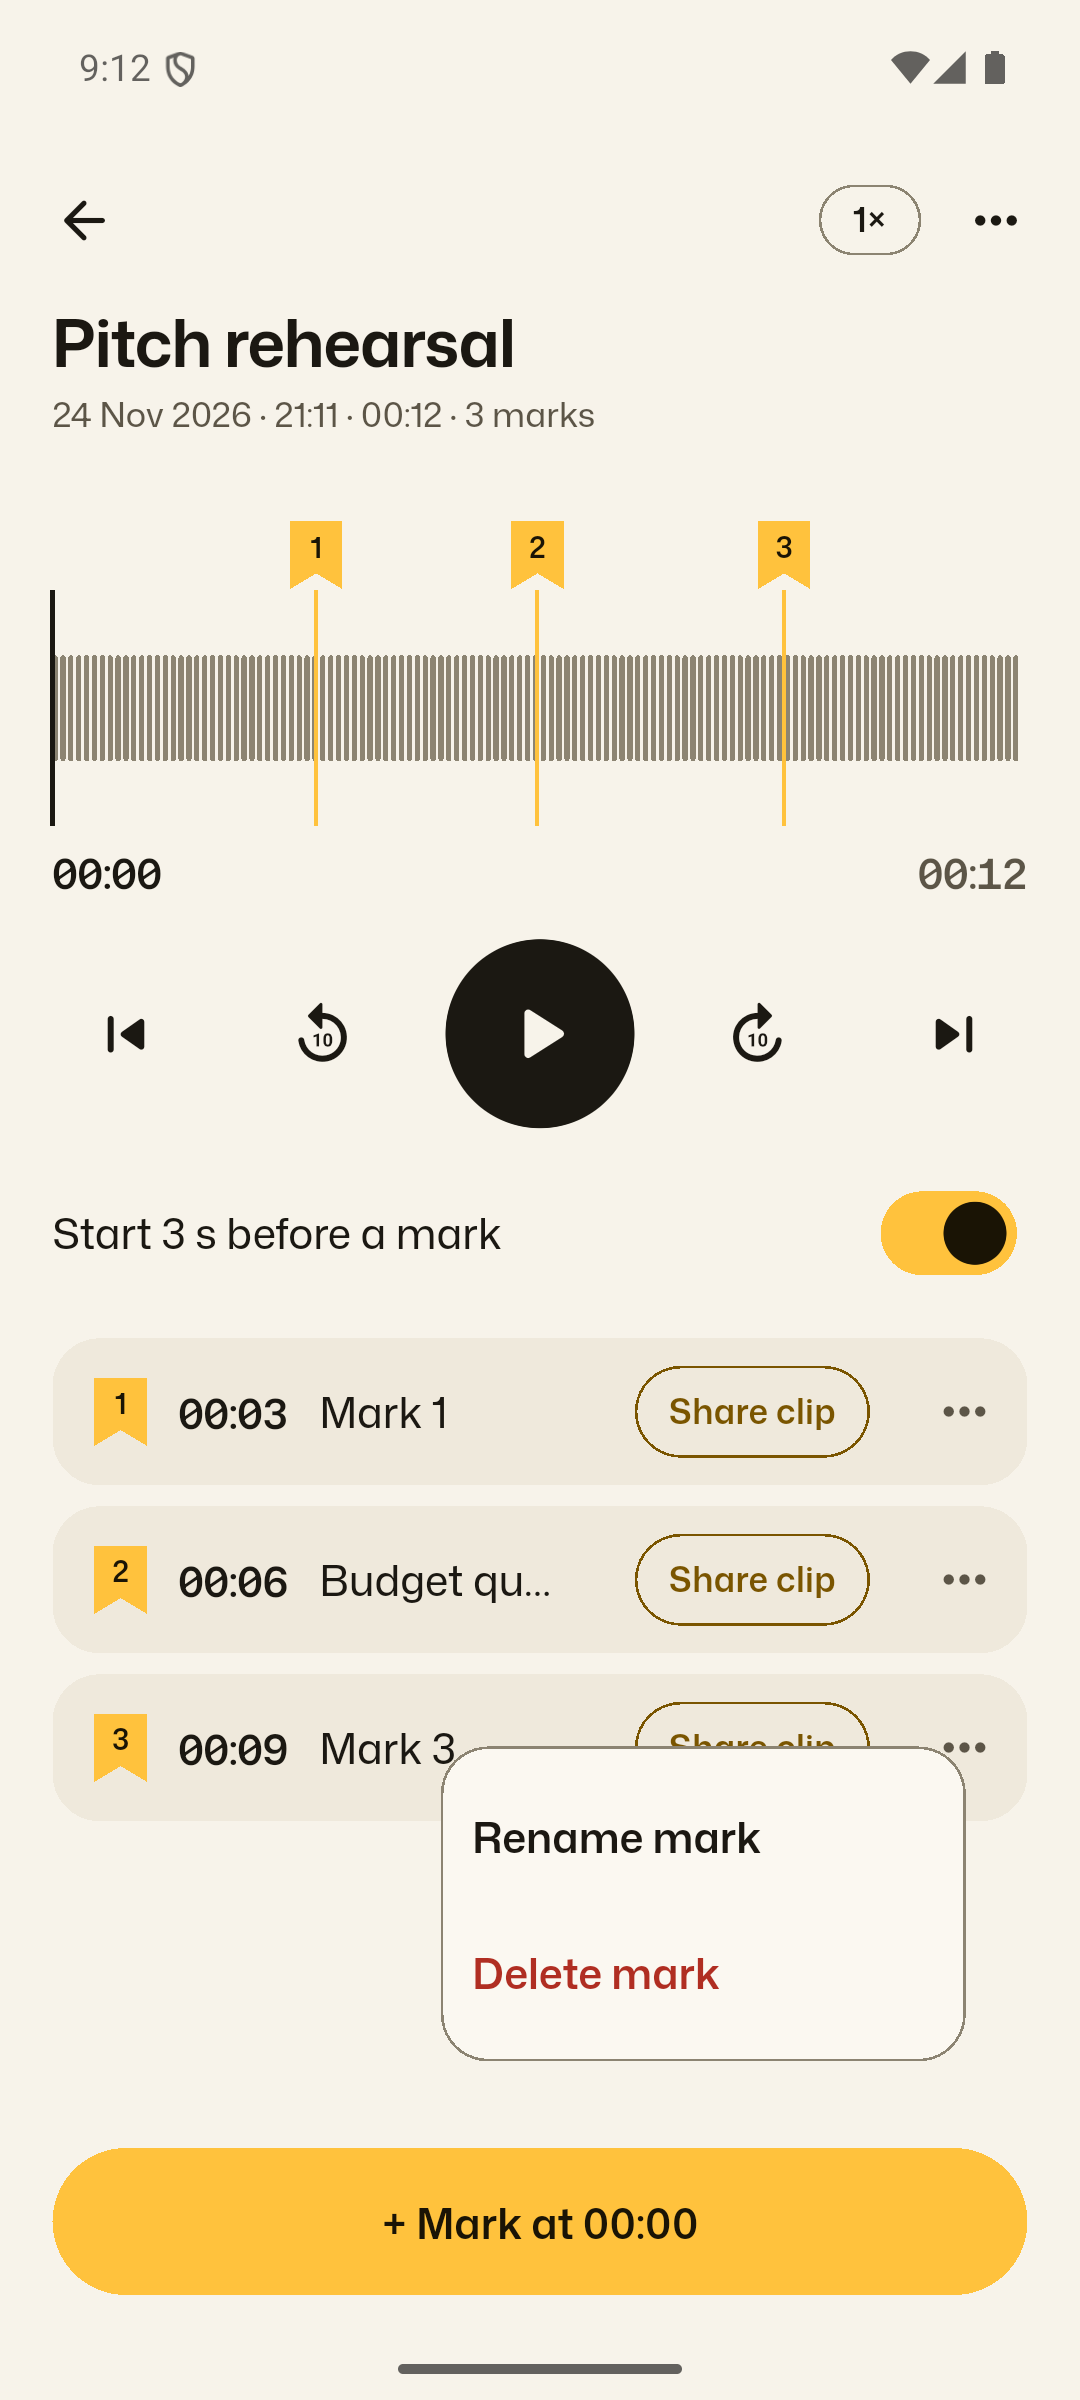 9:12
1×
Pitch rehearsal
24 Nov 2026 · 21:11 · 00:12 · 3 marks
1 2 3
00:00 00:12
10 10
Start 3 s before a mark
1 00:03 Mark 1 Share clip
2 00:06 Budget qu... Share clip
3 00:09 Mark 3 Share clip
Rename mark
Delete mark
+ Mark at 00:00